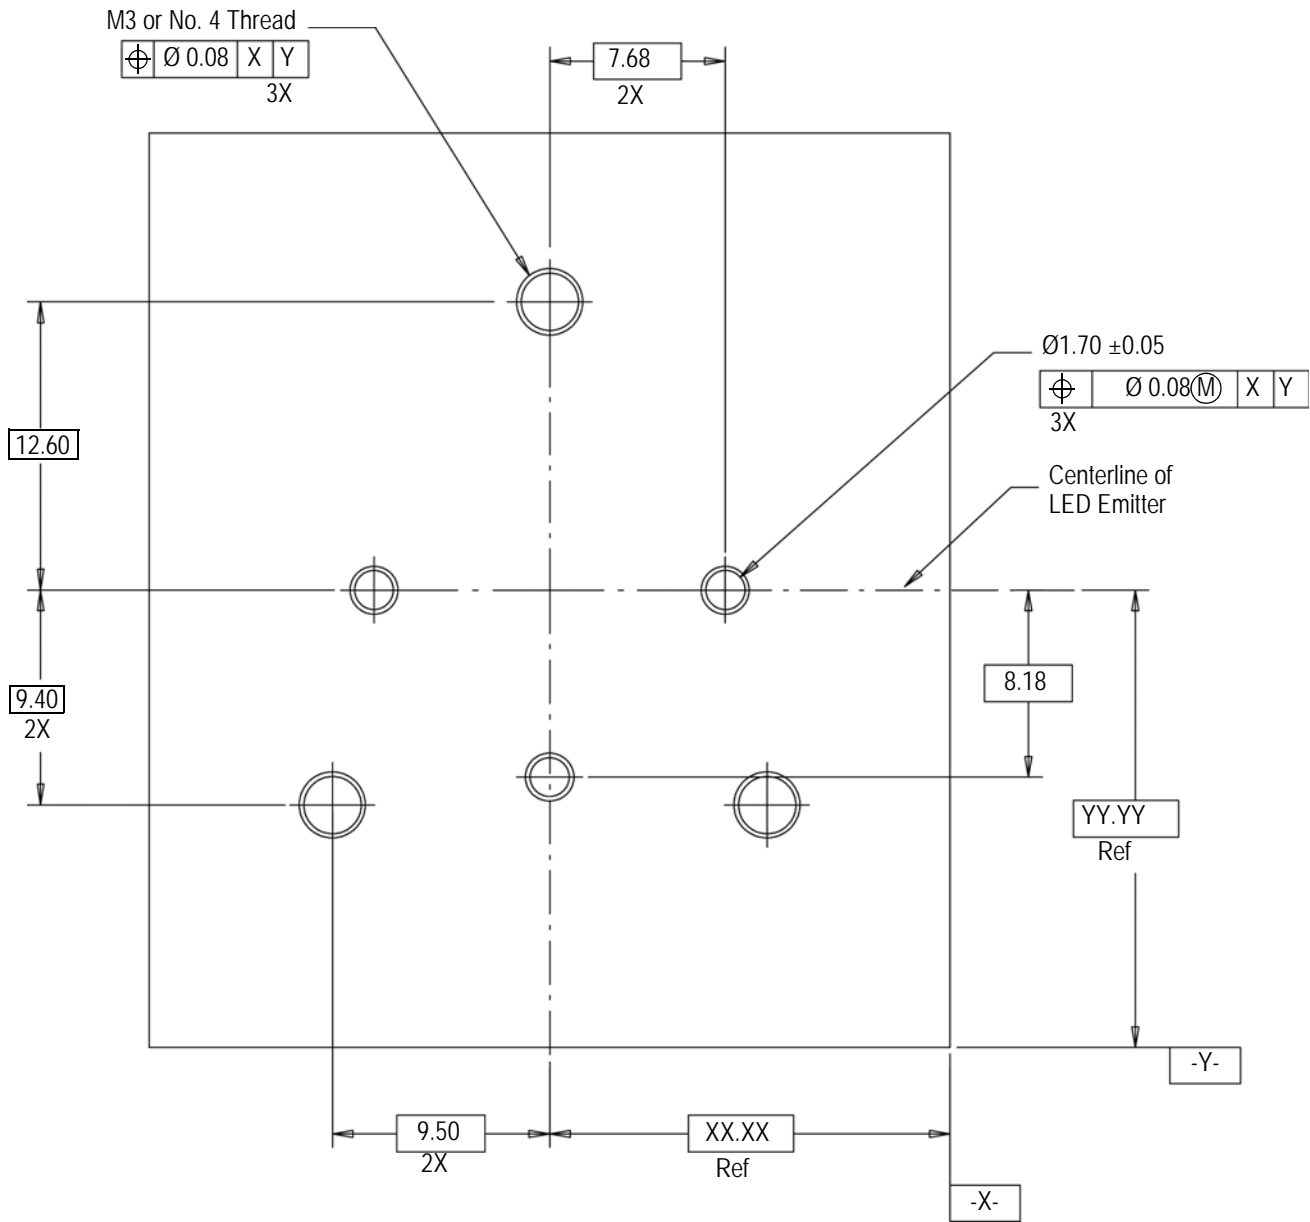 M3 or No. 4 Thread
Ø 0.08 X Y
3X
7.68
2X
Ø1.70 ±0.05
Ø 0.08Ⓜ X Y
3X
12.60
Centerline of
LED Emitter
9.40
2X
8.18
YY.YY
Ref
-Y-
9.50
2X
XX.XX
Ref
-X-